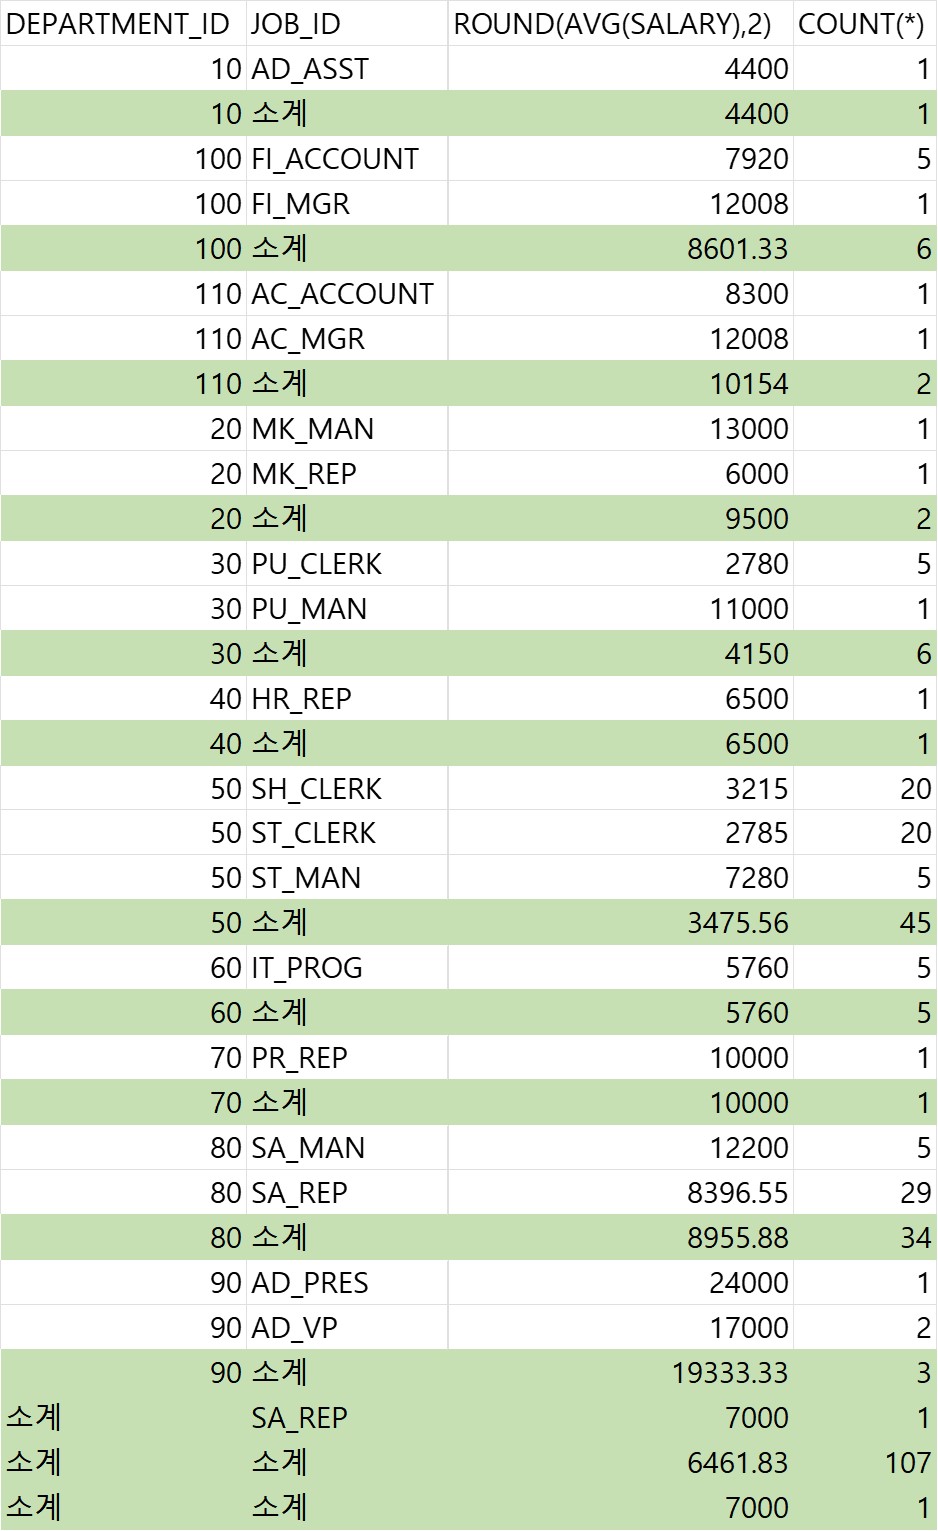 DEPARTMENT_ID JOB_ID ROUND(AVG(SALARY),2) COUNT(*)
10 AD_ASST 4400 1
10 소계 4400 1
100 FI_ACCOUNT 7920 5
100 FI_MGR 12008 1
100 소계 8601.33 6
110 AC_ACCOUNT 8300 1
110 AC_MGR 12008 1
110 소계 10154 2
20 MK_MAN 13000 1
20 MK_REP 6000 1
20 소계 9500 2
30 PU_CLERK 2780 5
30 PU_MAN 11000 1
30 소계 4150 6
40 HR_REP 6500 1
40 소계 6500 1
50 SH_CLERK 3215 20
50 ST_CLERK 2785 20
50 ST_MAN 7280 5
50 소계 3475.56 45
60 IT_PROG 5760 5
60 소계 5760 5
70 PR_REP 10000 1
70 소계 10000 1
80 SA_MAN 12200 5
80 SA_REP 8396.55 29
80 소계 8955.88 34
90 AD_PRES 24000 1
90 AD_VP 17000 2
90 소계 19333.33 3
소계 SA_REP 7000 1
소계 소계 6461.83 107
소계 소계 7000 1